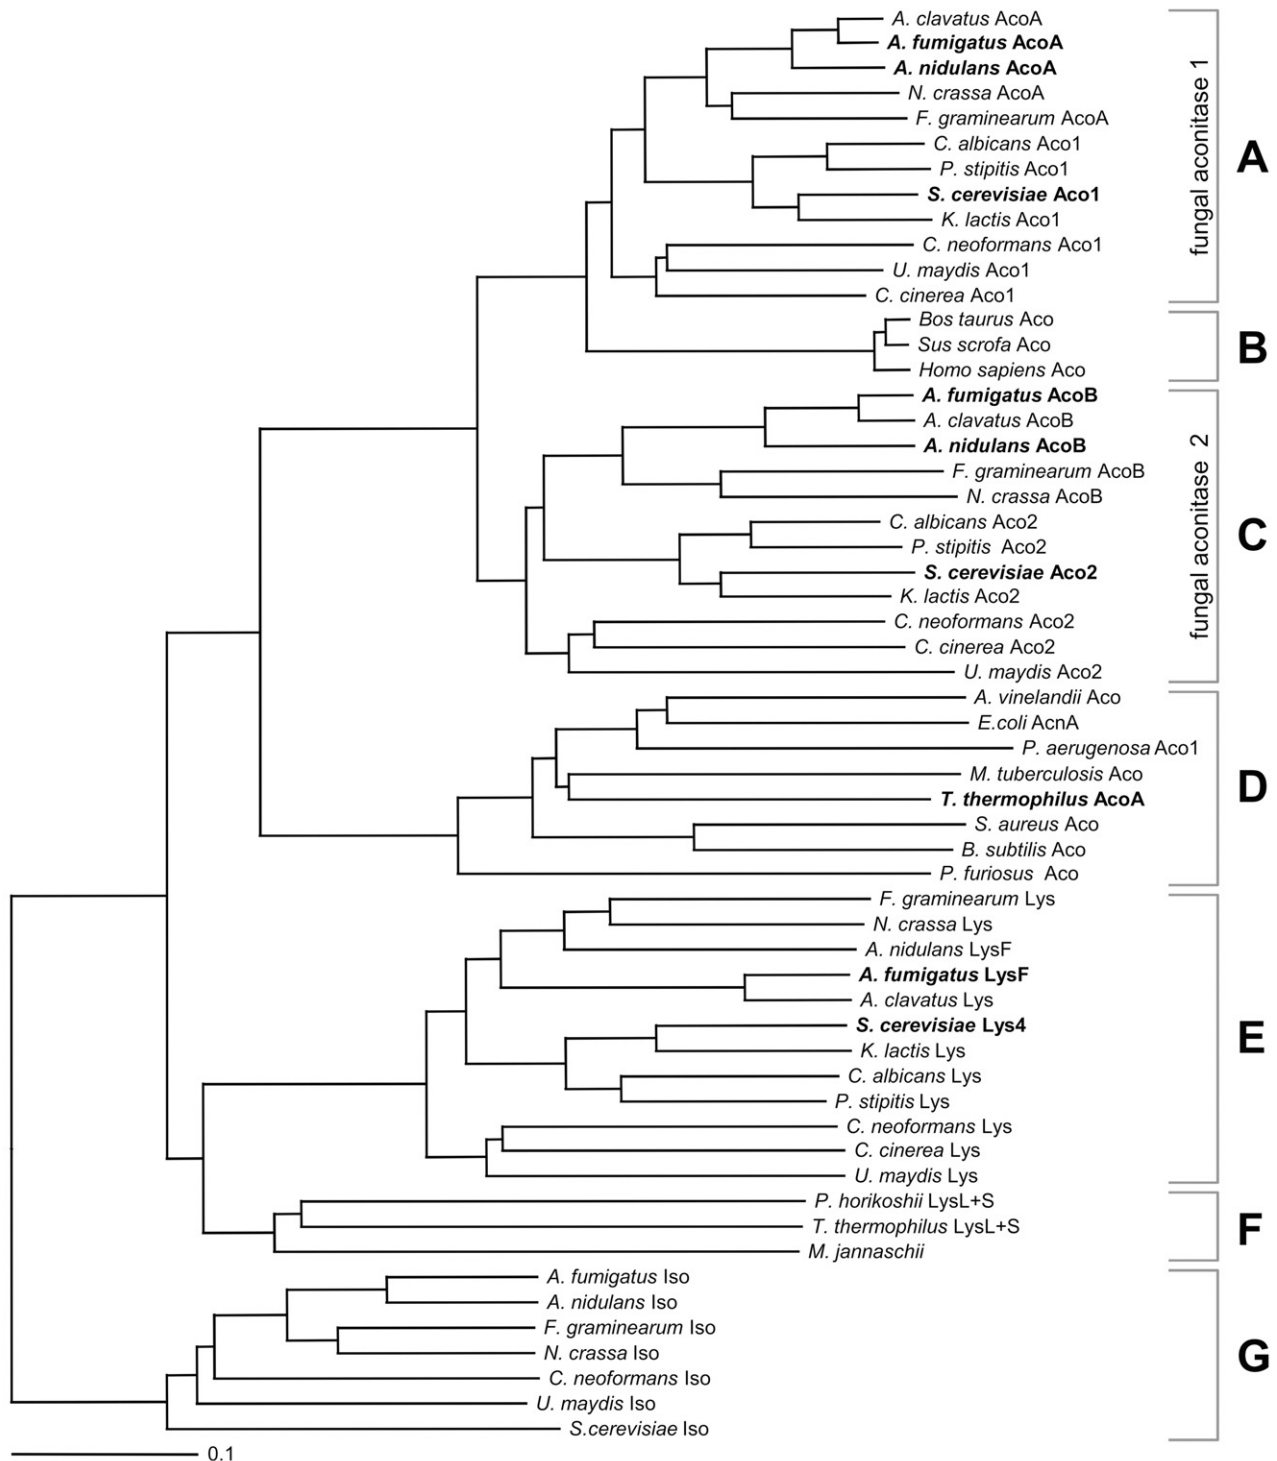 A. clavatus AcoA
A. fumigatus AcoA
A. nidulans AcoA
N. crassa AcoA
F. graminearum AcoA
C. albicans Aco1
P. stipitis Aco1
S. cerevisiae Aco1
K. lactis Aco1
C. neoformans Aco1
U. maydis Aco1
C. cinerea Aco1
fungal aconitase 1
A
Bos taurus Aco
Sus scrofa Aco
Homo sapiens Aco
B
A. fumigatus AcoB
A. clavatus AcoB
A. nidulans AcoB
F. graminearum AcoB
N. crassa AcoB
C. albicans Aco2
P. stipitis Aco2
S. cerevisiae Aco2
K. lactis Aco2
C. neoformans Aco2
C. cinerea Aco2
U. maydis Aco2
fungal aconitase 2
C
A. vinelandii Aco
E.coli AcnA
P. aerugenosa Aco1
M. tuberculosis Aco
T. thermophilus AcoA
S. aureus Aco
B. subtilis Aco
P. furiosus Aco
D
F. graminearum Lys
N. crassa Lys
A. nidulans LysF
A. fumigatus LysF
A. clavatus Lys
S. cerevisiae Lys4
K. lactis Lys
C. albicans Lys
P. stipitis Lys
C. neoformans Lys
C. cinerea Lys
U. maydis Lys
E
P. horikoshii LysL+S
T. thermophilus LysL+S
M. jannaschii
F
A. fumigatus Iso
A. nidulans Iso
F. graminearum Iso
N. crassa Iso
C. neoformans Iso
U. maydis Iso
S.cerevisiae Iso
G
0.1